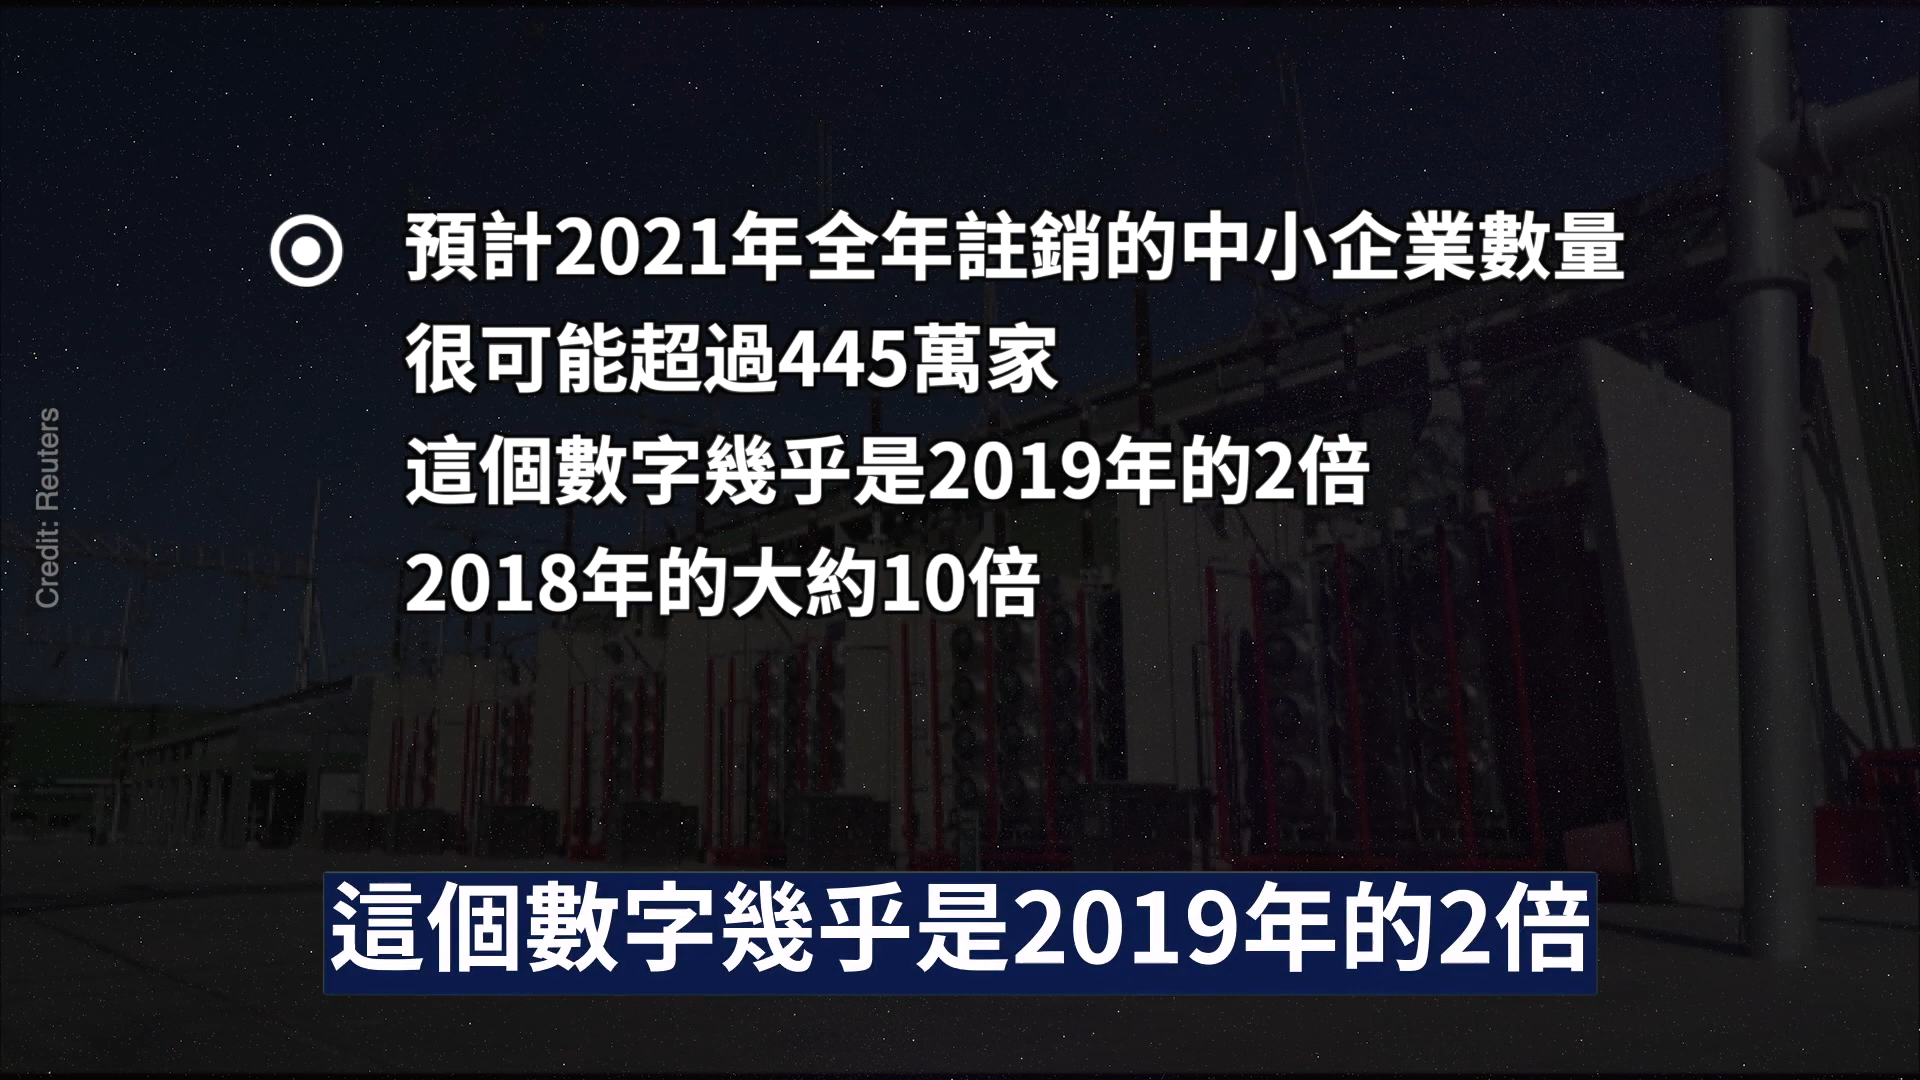 預計2021年全年註銷的中小企業數量
很可能超過445萬家
這個數字幾乎是2019年的2倍
2018年的大約10倍
Credit: Reuters
這個數字幾乎是2019年的2倍